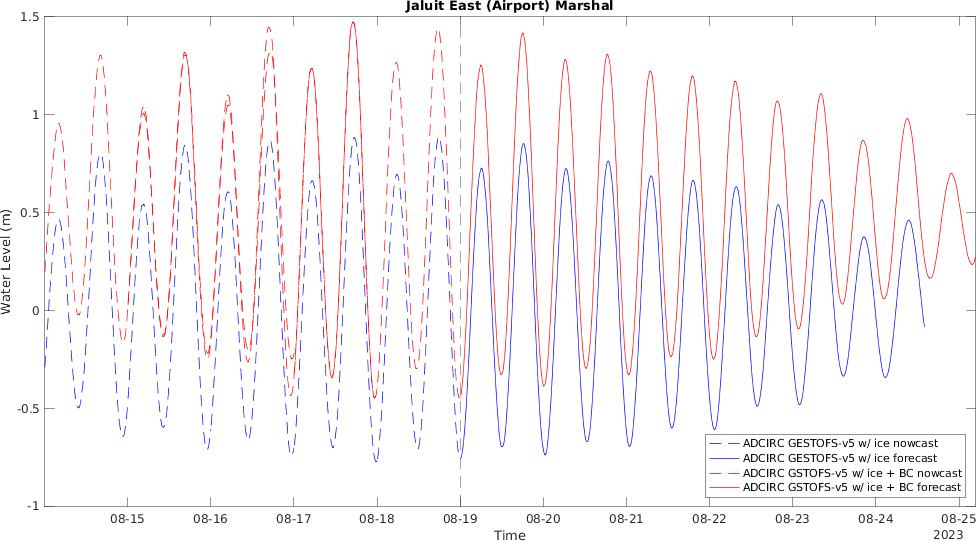 Jaluit East (Airport) Marshal
1.5
1
0.5
0
-0.5
-1
Water Level (m)
ADCIRC GESTOFS-v5 w/ ice nowcast
ADCIRC GESTOFS-v5 w/ ice forecast
ADCIRC GSTOFS-v5 w/ ice + BC nowcast
ADCIRC GSTOFS-v5 w/ ice + BC forecast
08-15 08-16 08-17 08-18 08-19 08-20 08-21 08-22 08-23 08-24 08-25
Time 2023